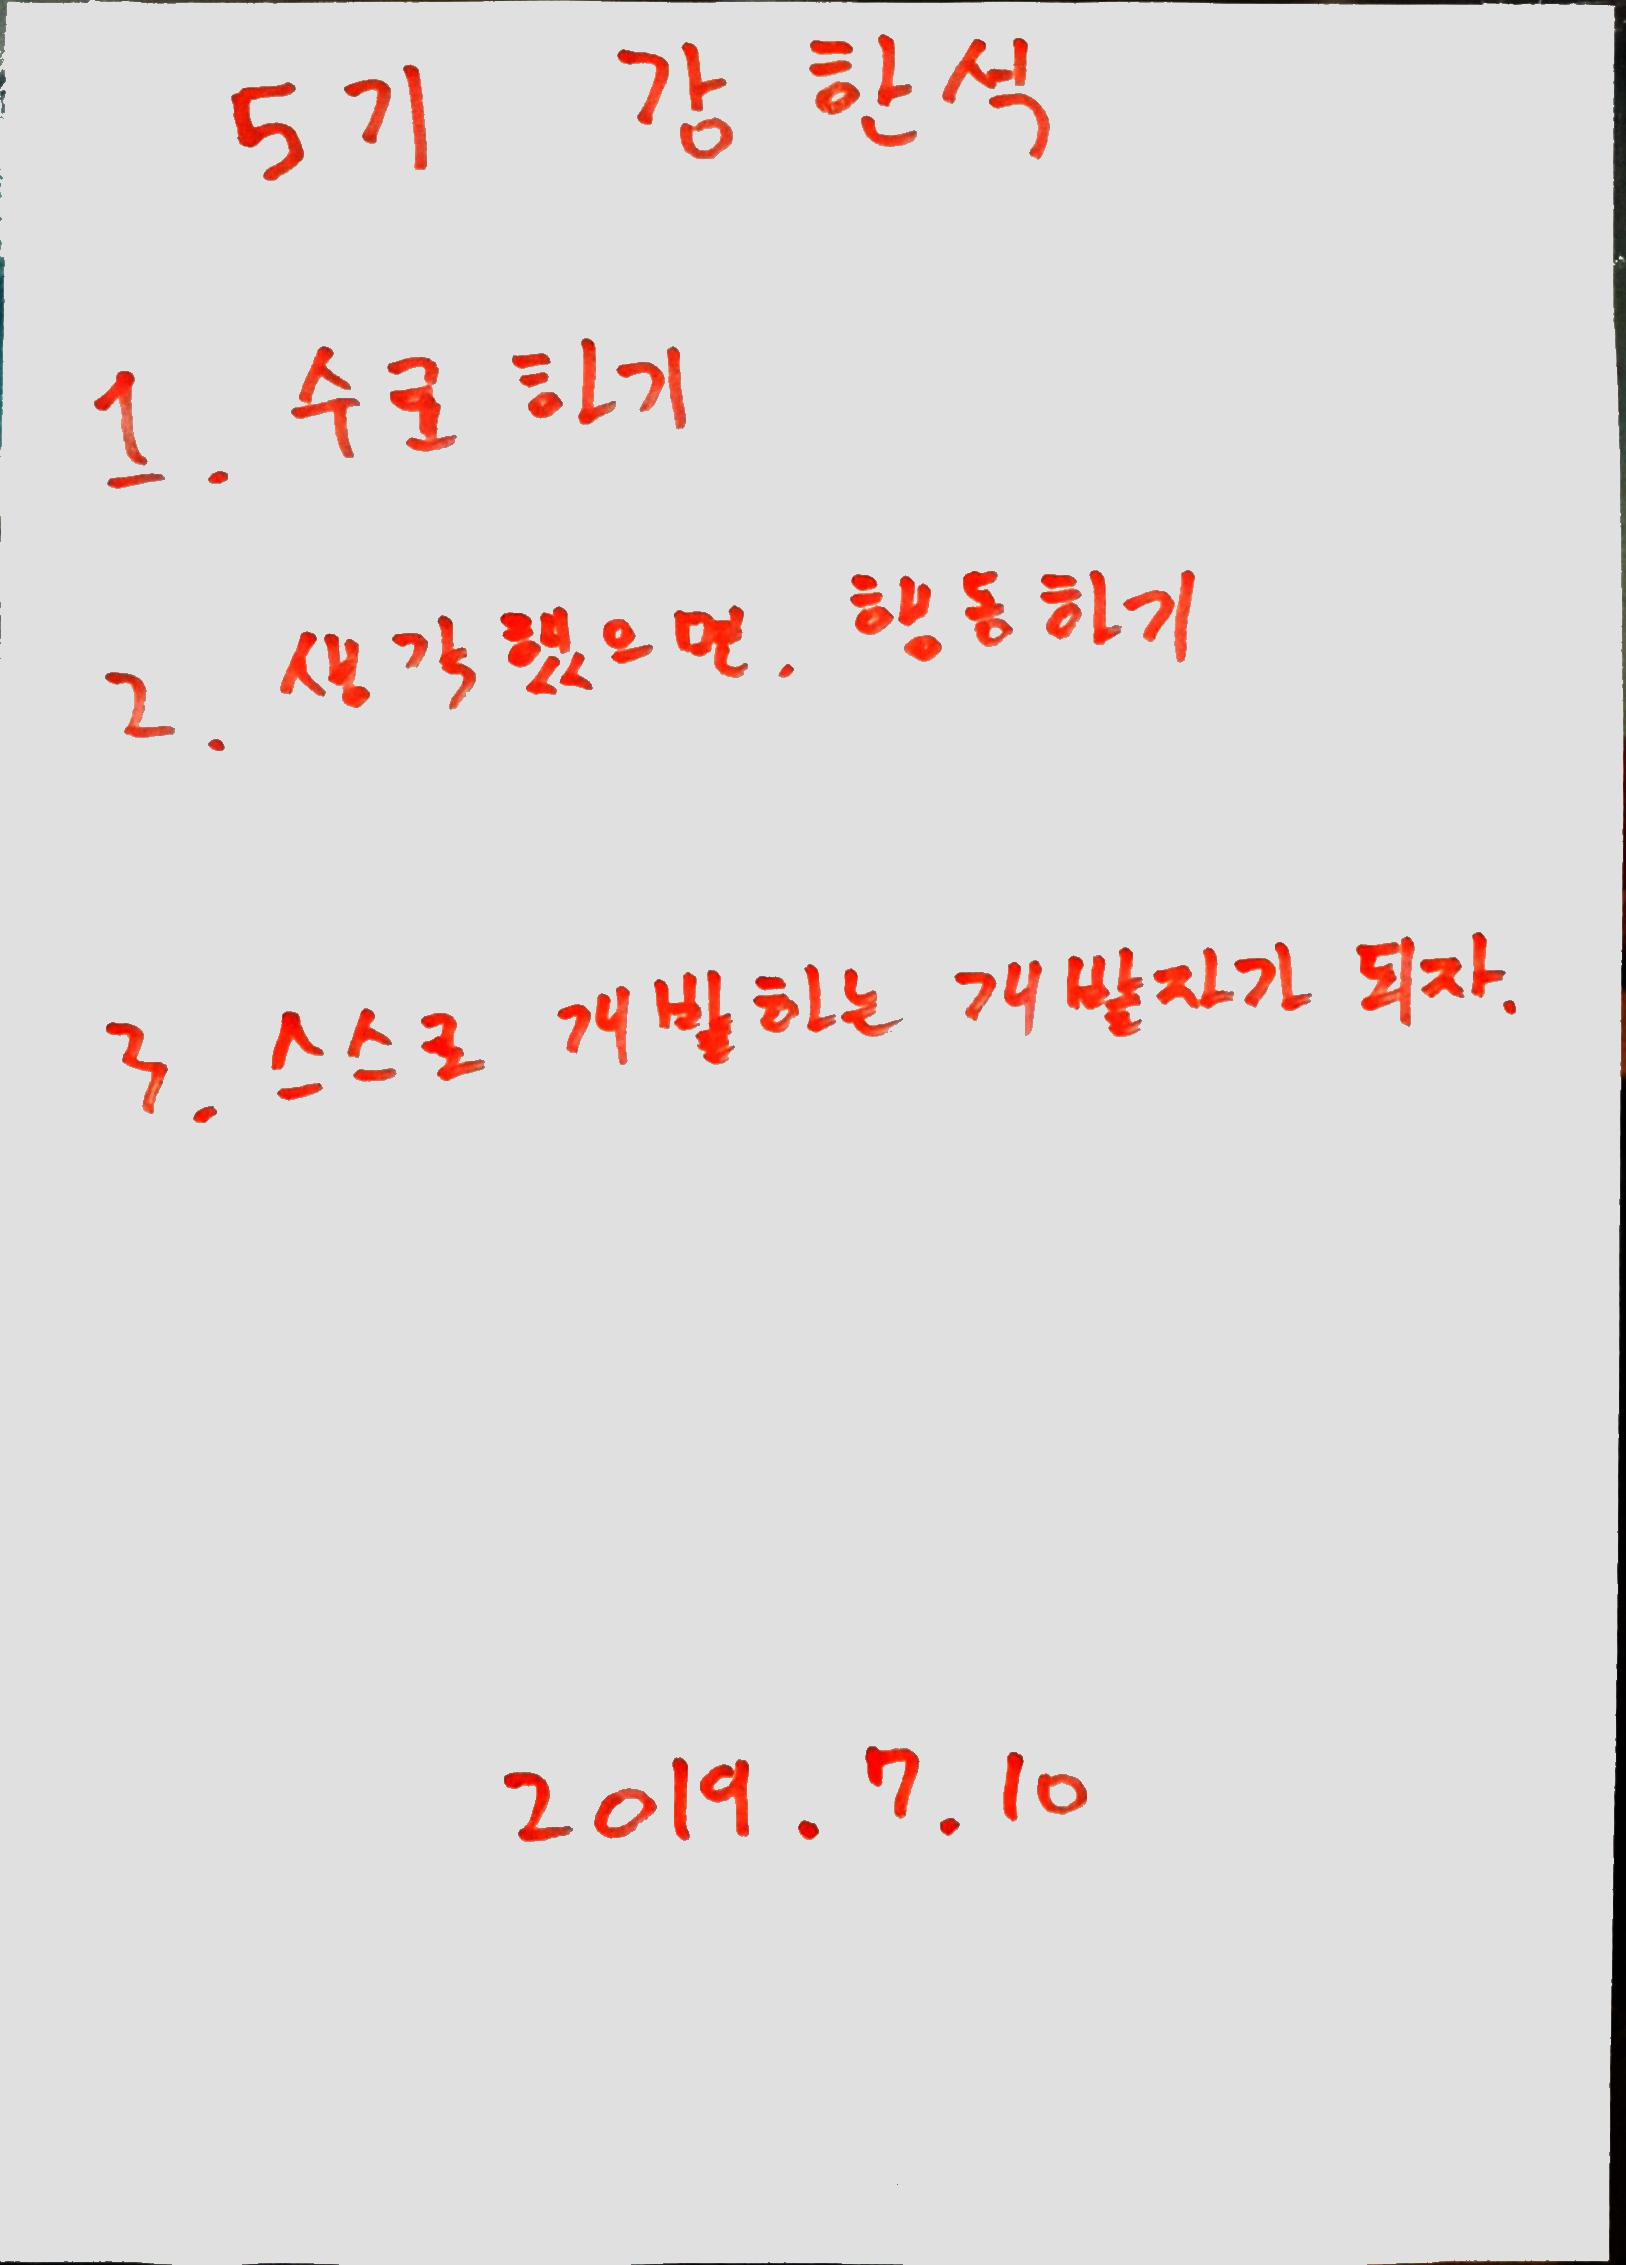 5기 강한석
1. 수료하기
2. 생각했으면. 행동하기
3. 스스로 개발하는 개발자가 되자.
2019.7.10